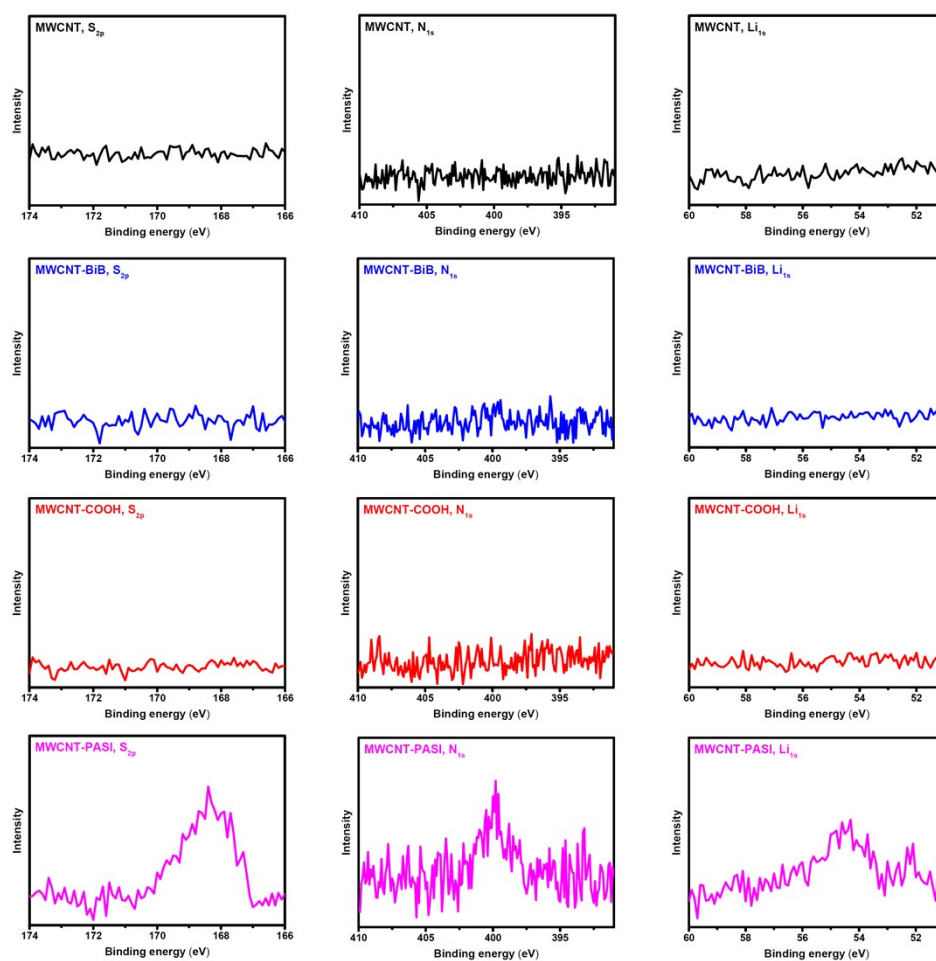 MWCNT, S2p
Intensity
174 172 170 168 166
Binding energy (eV)
MWCNT, N1s
Intensity
410 405 400 395
Binding energy (eV)
MWCNT, Li1s
Intensity
60 58 56 54 52
Binding energy (eV)
MWCNT-BiB, S2p
Intensity
174 172 170 168 166
Binding energy (eV)
MWCNT-BiB, N1s
Intensity
410 405 400 395
Binding energy (eV)
MWCNT-BiB, Li1s
Intensity
60 58 56 54 52
Binding energy (eV)
MWCNT-COOH, S2p
Intensity
174 172 170 168 166
Binding energy (eV)
MWCNT-COOH, N1s
Intensity
410 405 400 395
Binding energy (eV)
MWCNT-COOH, Li1s
Intensity
60 58 56 54 52
Binding energy (eV)
MWCNT-PASI, S2p
Intensity
174 172 170 168 166
Binding energy (eV)
MWCNT-PASI, N1s
Intensity
410 405 400 395
Binding energy (eV)
MWCNT-PASI, Li1s
Intensity
60 58 56 54 52
Binding energy (eV)